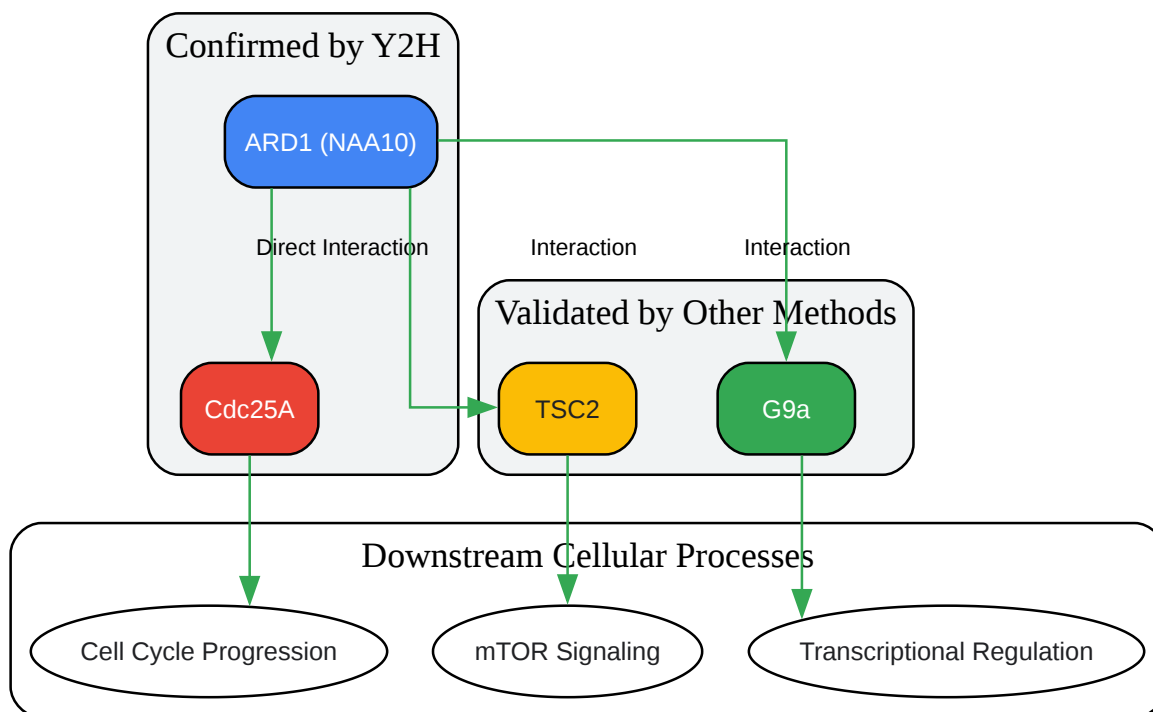 Confirmed by Y2H
ARD1 (NAA10)
Direct Interaction
Interaction
Interaction
Validated by Other Methods
Cdc25A
TSC2
G9a
Downstream Cellular Processes
Cell Cycle Progression
mTOR Signaling
Transcriptional Regulation